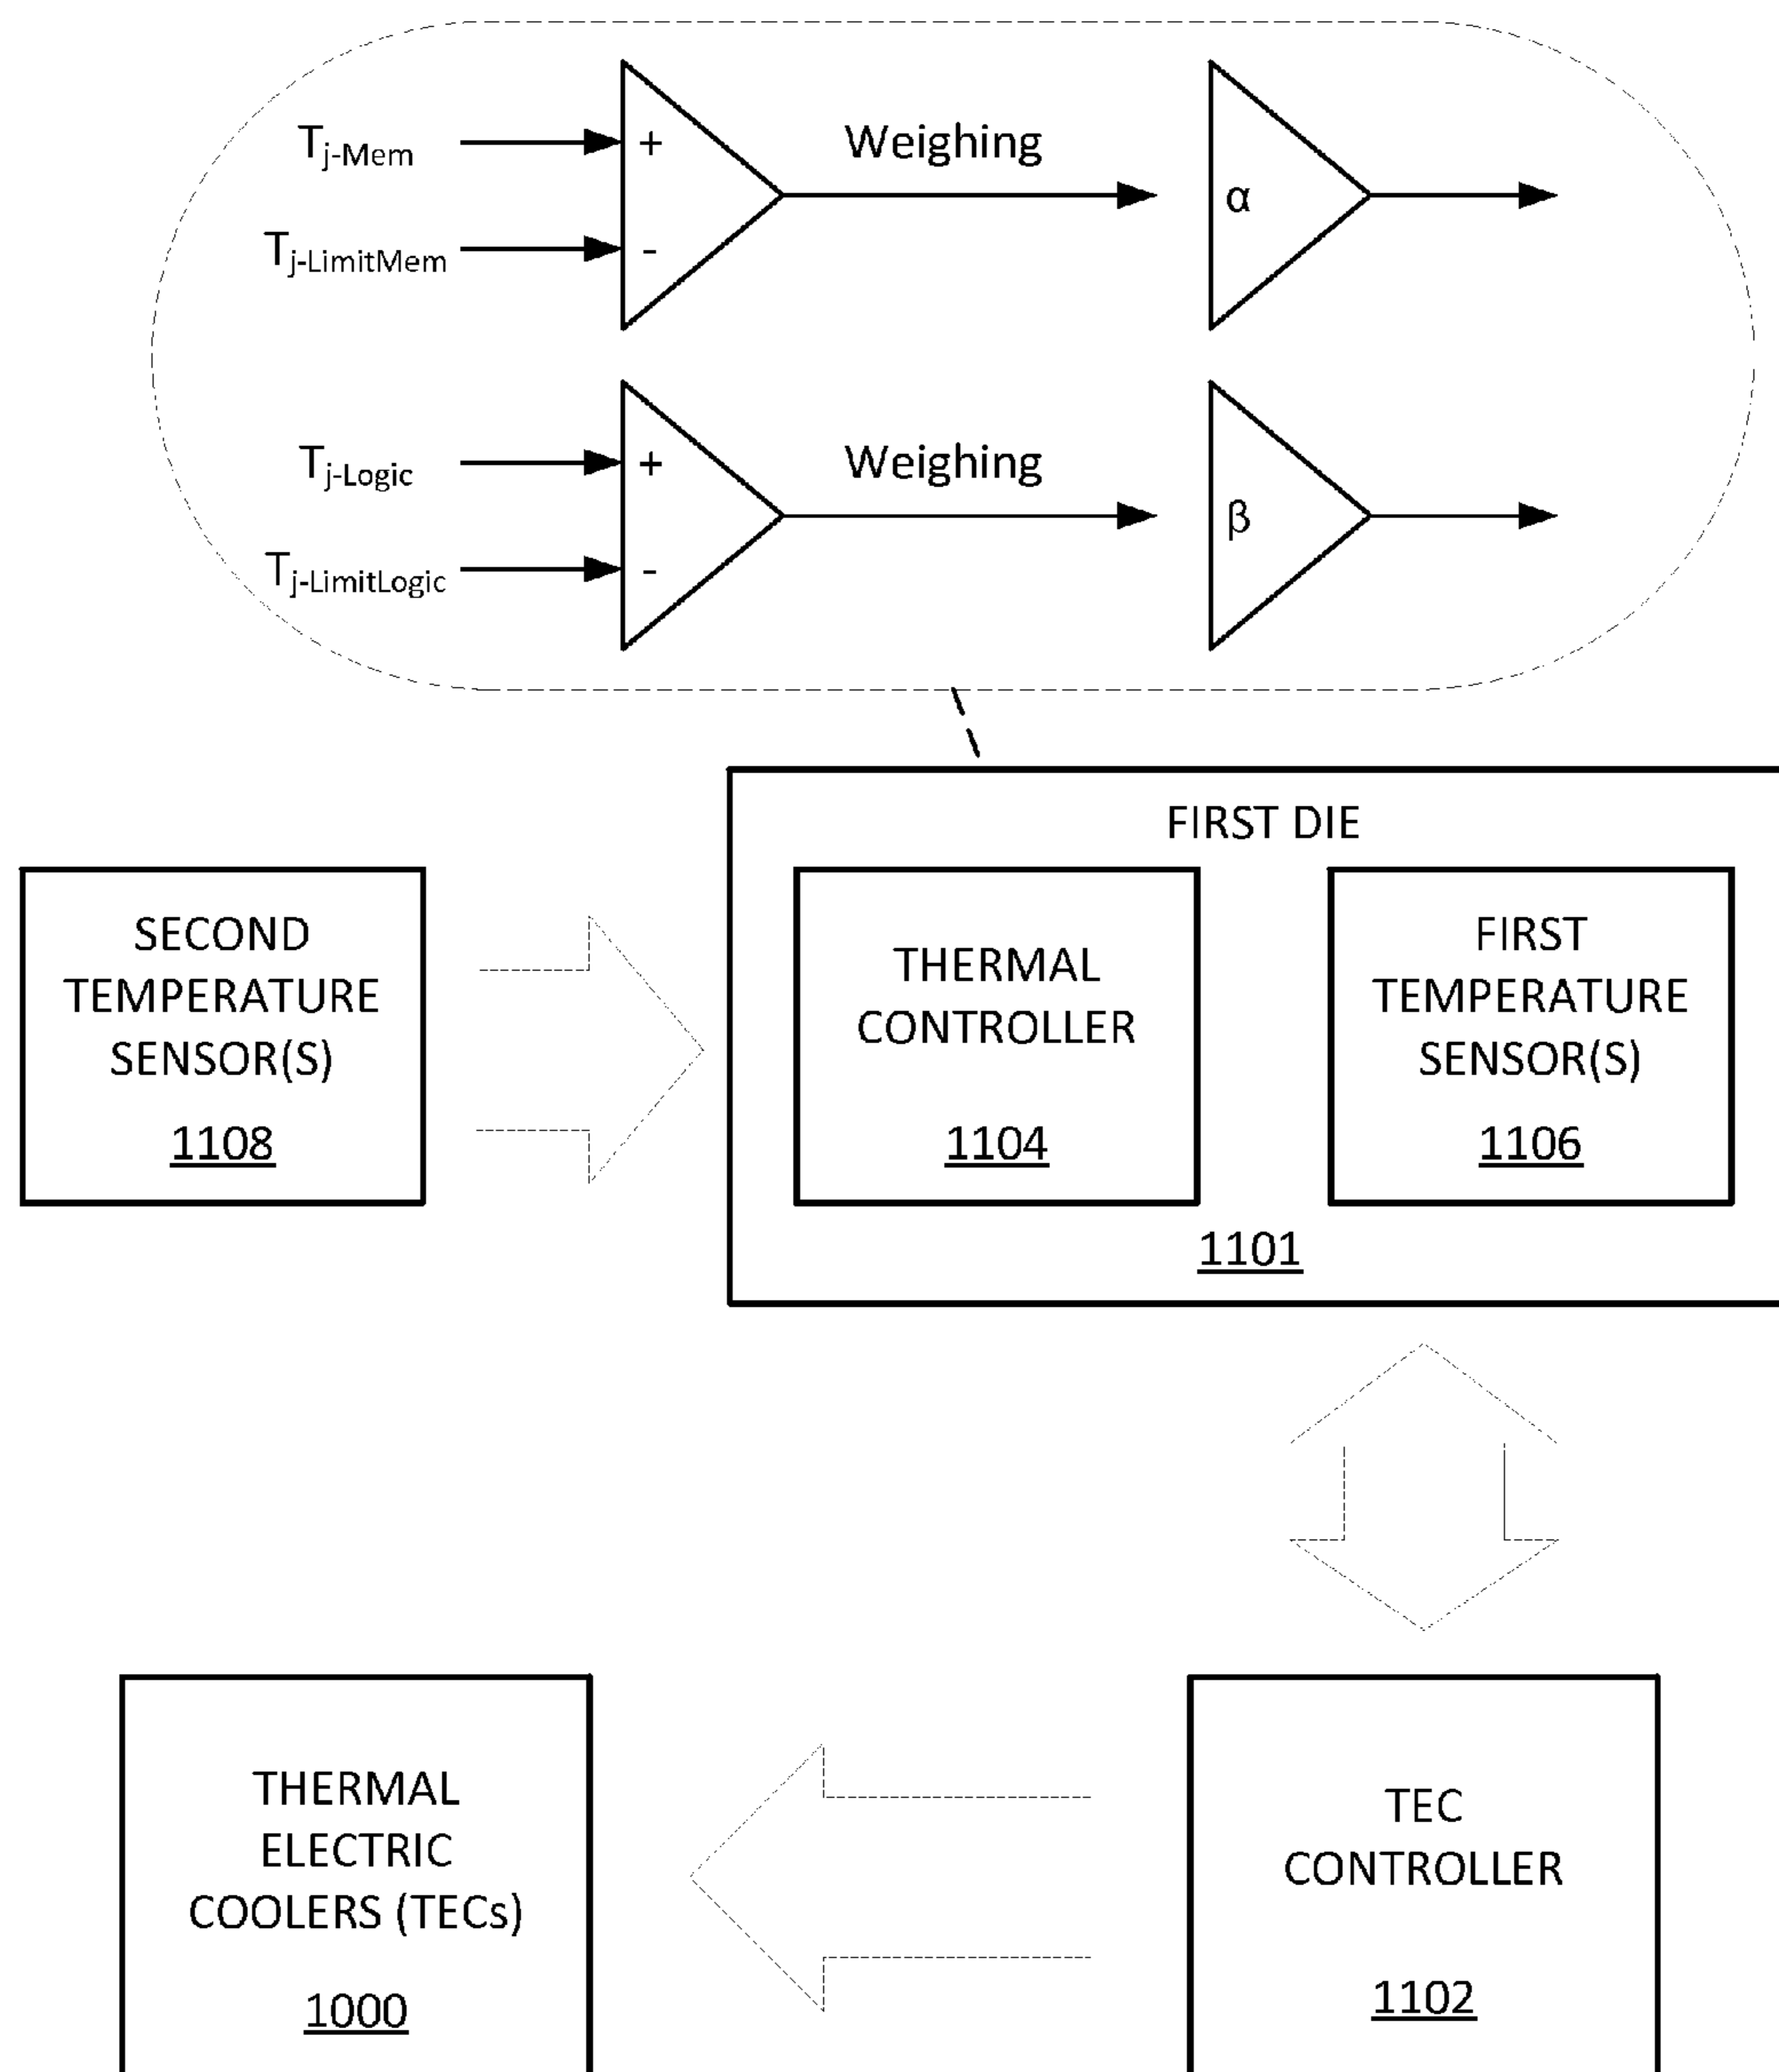 Tj-Mem
+
Weighing
α
Tj-LimitMem
-
Tj-Logic
+
Weighing
β
Tj-LimitLogic
-
FIRST DIE
SECOND
TEMPERATURE
SENSOR(S)
1108
THERMAL
CONTROLLER
1104
FIRST
TEMPERATURE
SENSOR(S)
1106
1101
THERMAL
ELECTRIC
COOLERS (TECs)
1000
TEC
CONTROLLER
1102